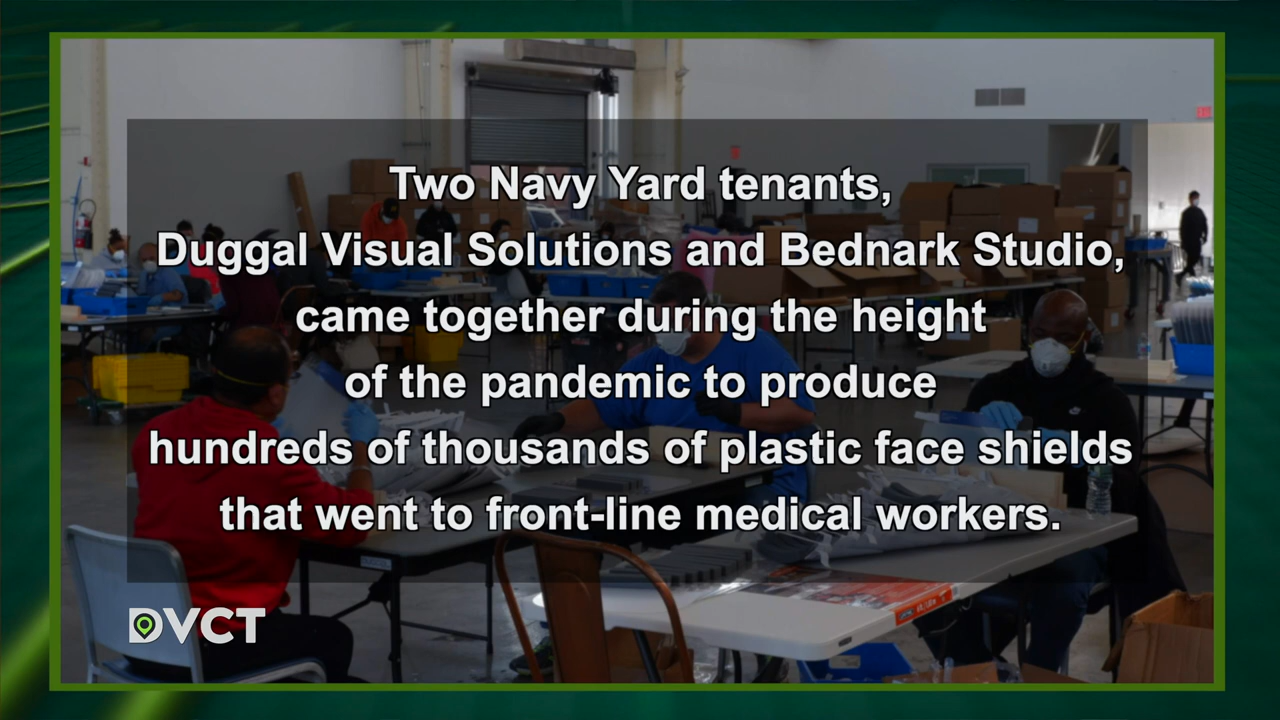 Two Navy Yard tenants,
Duggal Visual Solutions and Bednark Studio,
came together during the height
of the pandemic to produce
hundreds of thousands of plastic face shields
that went to front-line medical workers.
DVCT